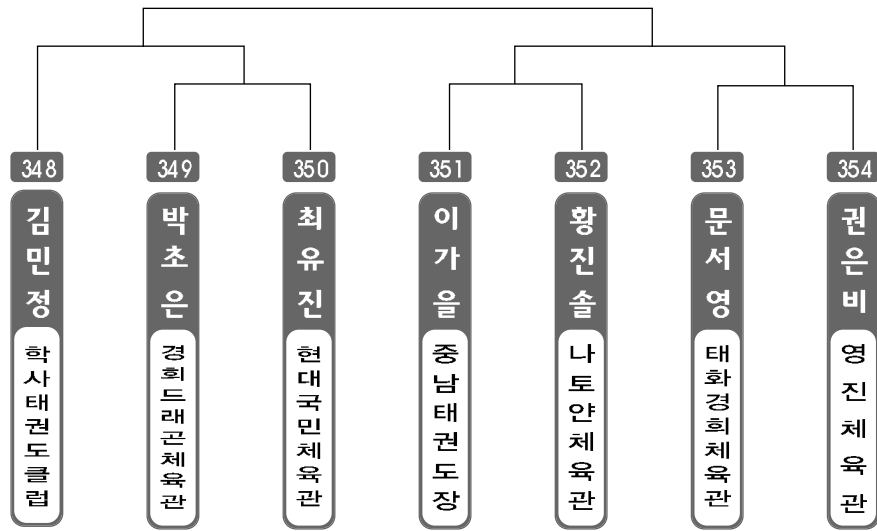 348
김민정
학사태권도클럽
349
박초은
경희드래곤체육관
350
최유진
현대국민체육관
351
이가을
중남태권도장
352
황진솔
나토얀체육관
353
문서영
태화경희체육관
354
권은비
영진체육관